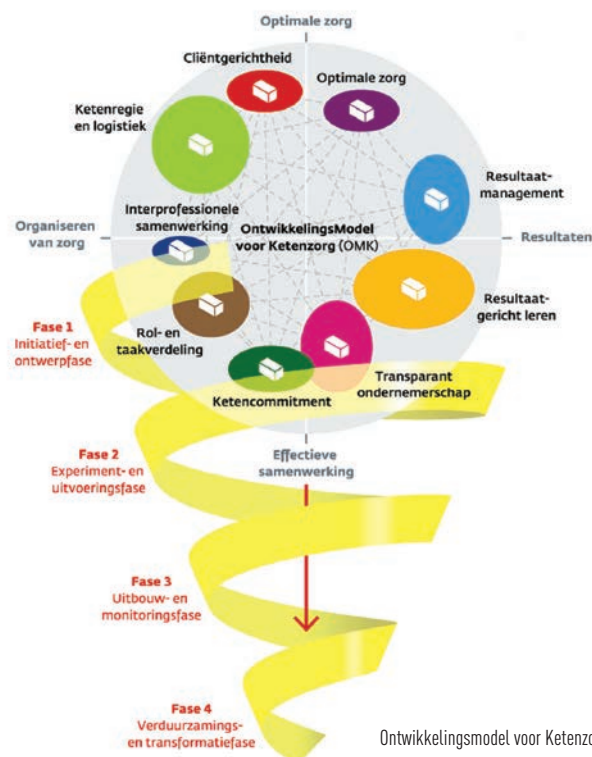 Optimale zorg
Cliëntgerichtheid
Optimale zorg
Ketenregie
en logistiek
Resultaat-
management
Interprofessionele
samenwerking
Organiseren
van zorg
OntwikkelingsModel
voor Ketenzorg (OMK)
Resultaten
Resultaat-
gericht leren
Fase 1
Initiatief- en
ontwerpfase
Rol- en
taakverdeling
Transparant
ondernemerschap
Ketencommitment
Fase 2
Experiment- en
uitvoeringsfase
Effectieve
samenwerking
Fase 3
Uitbouw- en
monitoringsfase
Fase 4
Verduurzamings-
en transformatiefase
Ontwikkelingsmodel voor